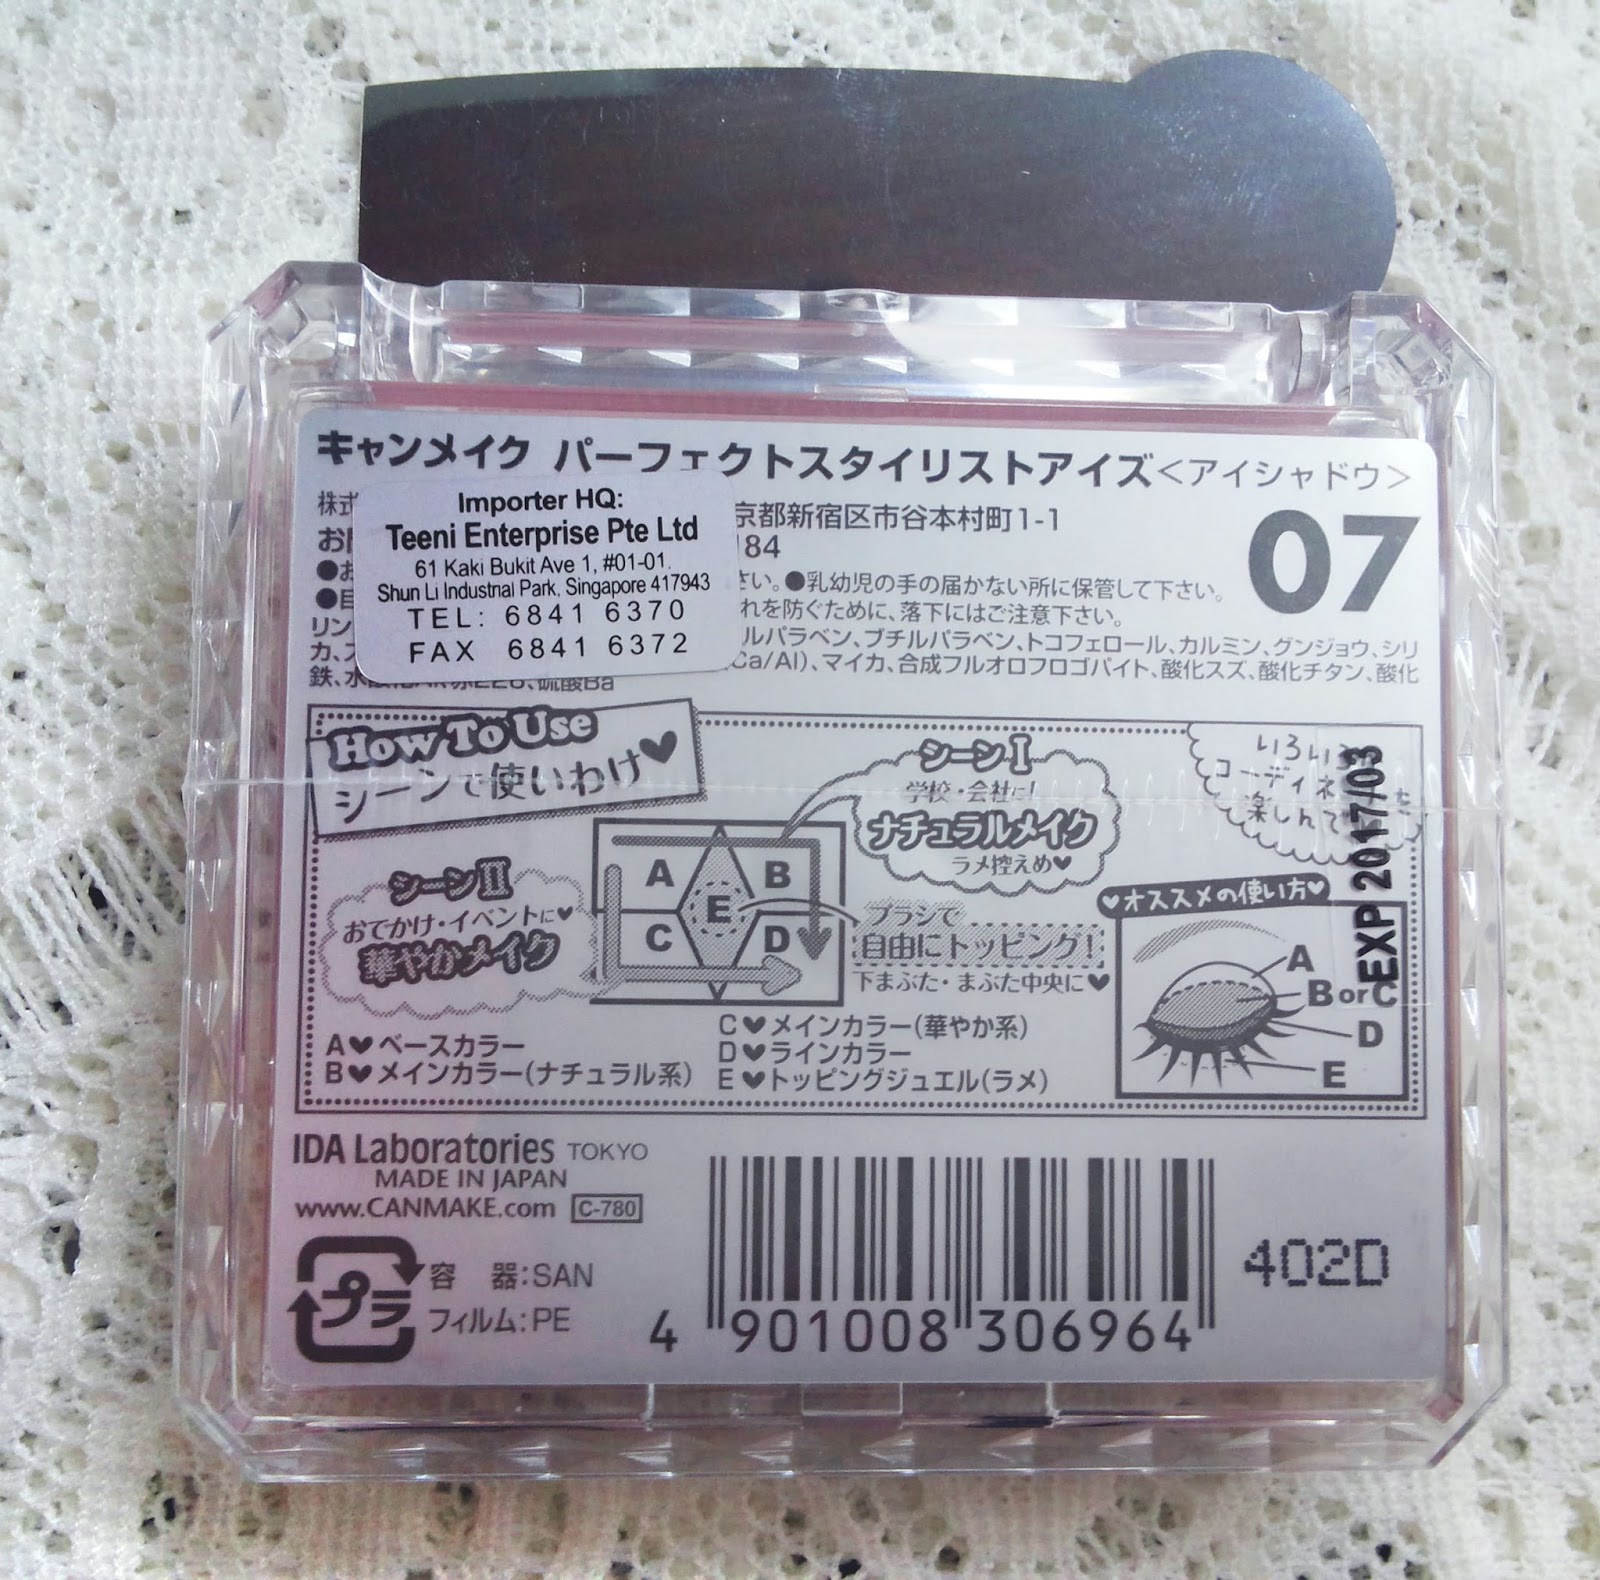 キャンメイク パーフェクトスタイリストアイズ<アイシャドウ>
株式
京都新宿区市谷本村町1-1
184
07
Importer HQ:
Teeni Enterprise Pte Ltd
61 Kaki Bukit Ave 1, #01-01.
Shun Li Industrial Park, Singapore 417943
TEL: 6841 6370
FAX 6841 6372
さい。●乳幼児の手の届かない所に保管して下さい。
れを防ぐために、落下にはご注意下さい。
ルパラベン、ブチルパラベン、トコフェロール、カルミン、グンジョウ、シリ
Ca/Al)、マイカ、合成フルオロフロゴパイト、酸化スズ、酸化チタン、酸化
硫酸Ba
How To Use
シーンで使いわけ♥
シーンI
学校・会社に!
ナチュラルメイク
ラメ控えめ♥
いろいろ
コーディネ
楽しんで
EXP 2017/03
シーンII
おでかけ・イベントに♥
華やかメイク
A B
E
C D
ブラシで
自由にトッピング!
下まぶた・まぶた中央に♥
♥オススメの使い方♥
A
B or C
D
E
A♥ベースカラー
B♥メインカラー(ナチュラル系)
C♥メインカラー(華やか系)
D♥ラインカラー
E♥トッピングジュエル(ラメ)
IDA Laboratories TOKYO
MADE IN JAPAN
www.CANMAKE.com C-780
プラ
容 器:SAN
フィルム:PE
4 901008 306964
402D